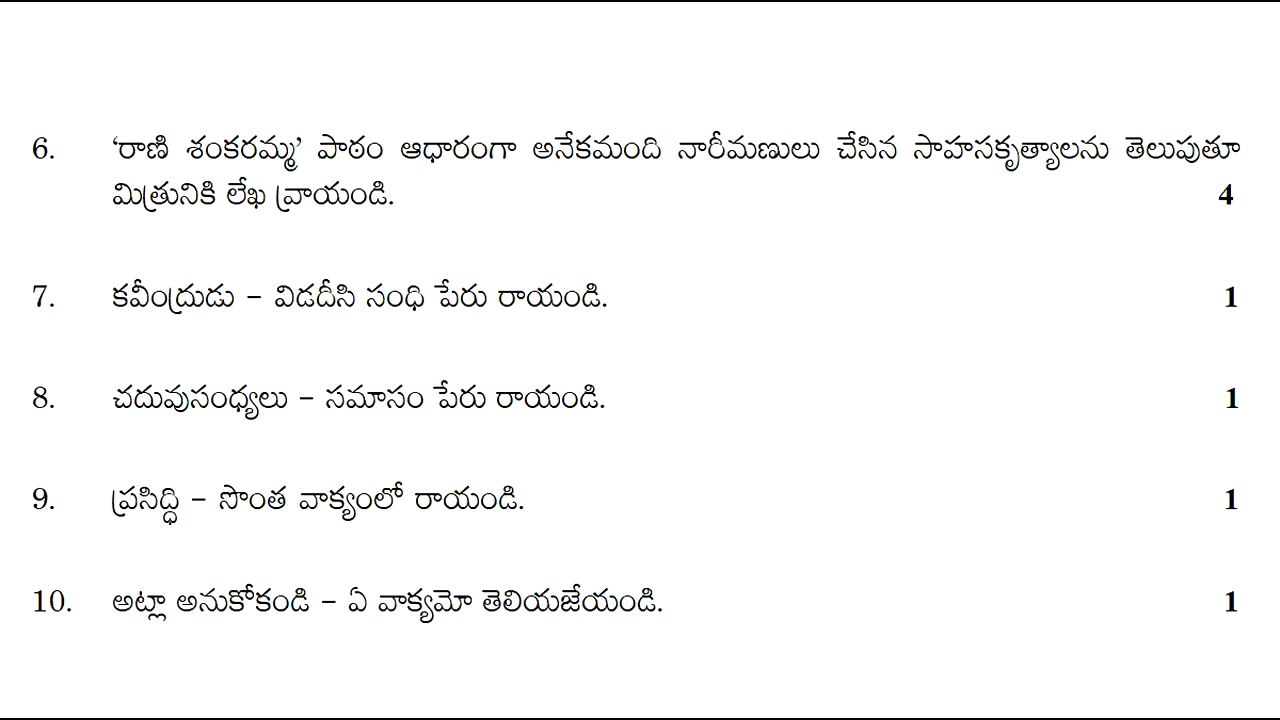 6. ‘రాణి శంకరమ్మ’ పాఠం ఆధారంగా అనేకమంది నారీమణులు చేసిన సాహసకృత్యాలను తెలుపుతూ
మిత్రునికి లేఖ వ్రాయండి. 4
7. కవీంద్రుడు – విడదీసి సంధి పేరు రాయండి. 1
8. చదువుసంధ్యలు – సమాసం పేరు రాయండి. 1
9. ప్రసిద్ధి – సొంత వాక్యంలో రాయండి. 1
10. అట్లా అనుకోకండి – ఏ వాక్యమో తెలియజేయండి. 1